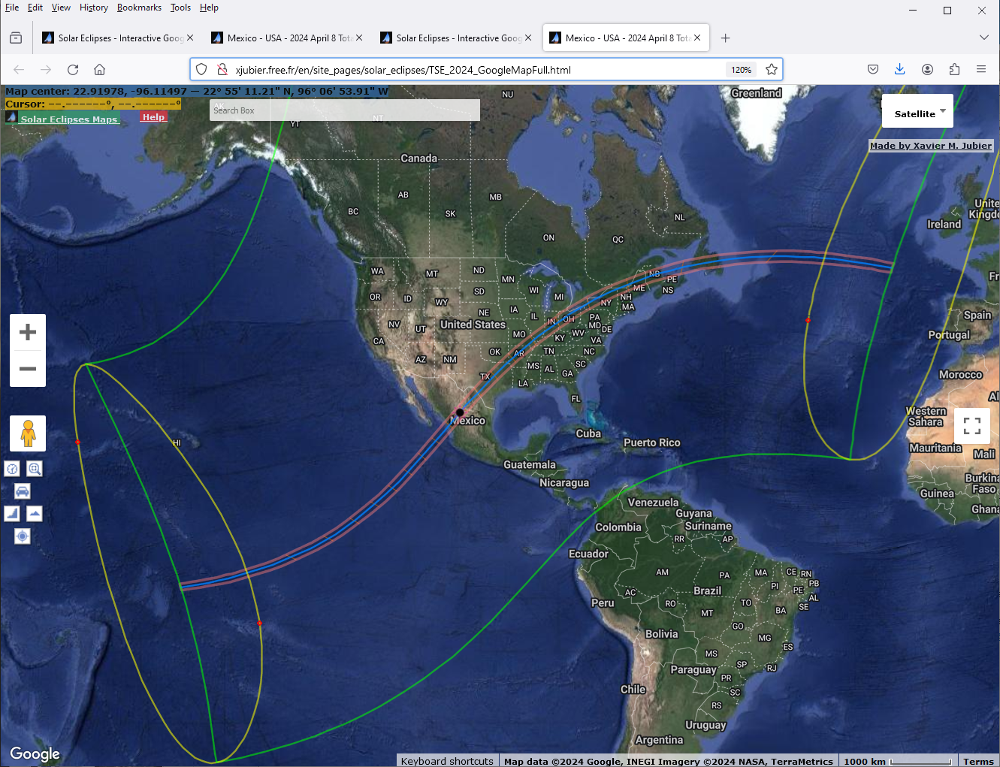 File Edit View History Bookmarks Tools Help
Solar Eclipses - Interactive Goog
Mexico - USA - 2024 April 8 Tota
Solar Eclipses - Interactive Goog
Mexico - USA - 2024 April 8 Tota
xjubier.free.fr/en/site_pages/solar_eclipses/TSE_2024_GoogleMapFull.html
120%
Map center: 22.91978, -96.11497 — 22° 55' 11.21" N, 96° 06' 53.91" W
Cursor: --.------°, --.------°
Solar Eclipses Maps
Help
Search Box
AK
YT
NT
NU
Greenland
Satellite
Made by Xavier M. Jubier
Canada
AB
MB
BC
SK
NL
ON
QC
United Kingdo
Ireland
WA
MT
ND
MN
NB
PE
OR
ID
WY
SD
WI
MI
ME
NS
NH
NE
IA
NY
MA
Fr
NV
UT
United States
IL
IN
OH
PA
MD
DE
Spain
CA
MO
KY
WV
VA
Portugal
AZ
NM
OK
AR
TN
NC
TX
MS
AL
GA
SC
LA
Morocco
FL
Al
Mexico
Western
Sahara
Cuba
Puerto Rico
HI
Mauritania
Mali
Guatemala
Nicaragua
Burkina
Faso
Guinea
Ghana
Venezuela
Guyana
Suriname
Colombia
RR
AP
Ecuador
AM
PA
MA
CE
RN
PI
PB
PE
AL
SE
Peru
AC
RO
Brazil
TO
BA
MT
GO
Bolivia
MG
ES
MS
SP
RJ
Paraguay
PR
SC
Chile
RS
Uruguay
Argentina
Google
Keyboard shortcuts
Map data ©2024 Google, INEGI Imagery ©2024 NASA, TerraMetrics
1000 km
Terms